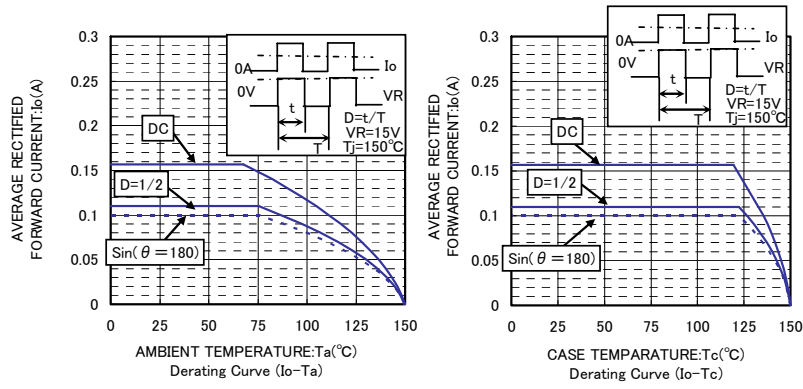 AVERAGE RECTIFIED
FORWARD CURRENT:Io(A)
0.3
0.25
0.2
0.15
0.1
0.05
0
0A
0V
Io
VR
t
T
D=t/T
VR=15V
Tj=150°C
DC
D=1/2
Sin(θ=180)
0 25 50 75 100 125 150
AMBIENT TEMPERATURE:Ta(°C)
Derating Curve (Io-Ta)
AVERAGE RECTIFIED
FORWARD CURRENT:Io(A)
0.3
0.25
0.2
0.15
0.1
0.05
0
0A
0V
Io
VR
t
T
D=t/T
VR=15V
Tj=150°C
DC
D=1/2
Sin(θ=180)
0 25 50 75 100 125 150
CASE TEMPARATURE:Tc(°C)
Derating Curve (Io-Tc)